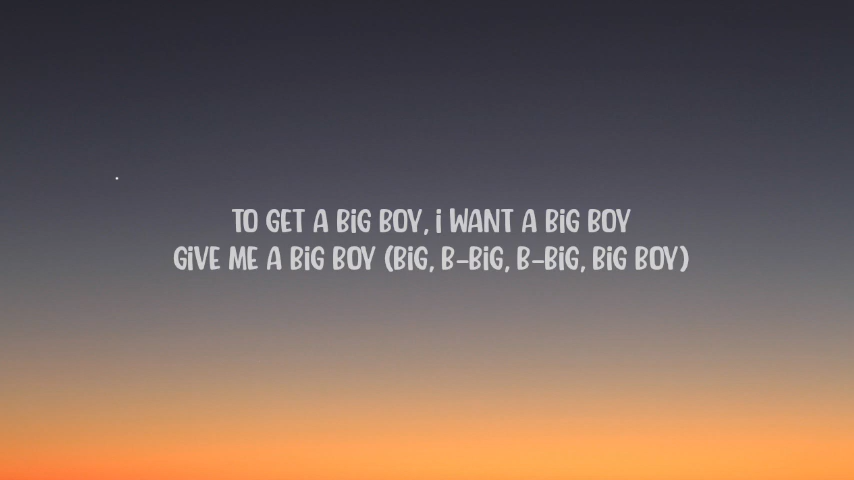 TO GET A BiG BOY, i WANT A BiG BOY
GiVE ME A BiG BOY (BiG, B-BiG, B-BiG, BiG BOY)